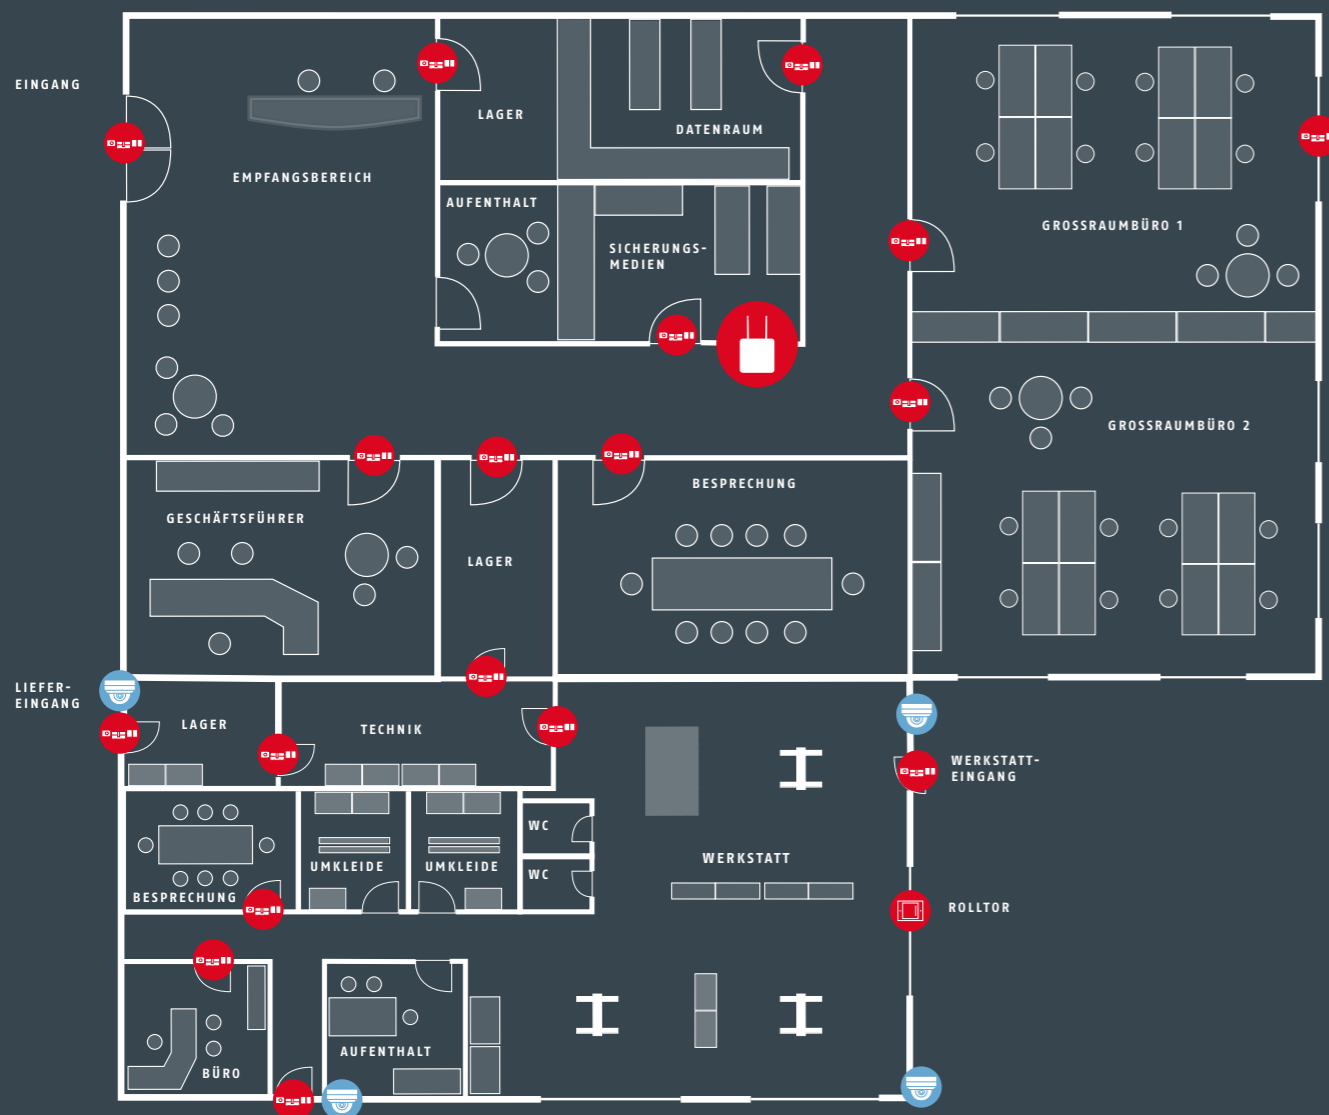 EINGANG
LAGER
DATENRAUM
EMPFANGSBEREICH
AUFENTHALT
GROSSRAUMBÜRO 1
SICHERUNGS-
MEDIEN
GROSSRAUMBÜRO 2
BESPRECHUNG
GESCHÄFTSFÜHRER
LAGER
LIEFER-
EINGANG
LAGER
TECHNIK
WERKSTATT-
EINGANG
WC
WERKSTATT
UMKLEIDE
UMKLEIDE
WC
BESPRECHUNG
ROLLTOR
AUFENTHALT
BÜRO